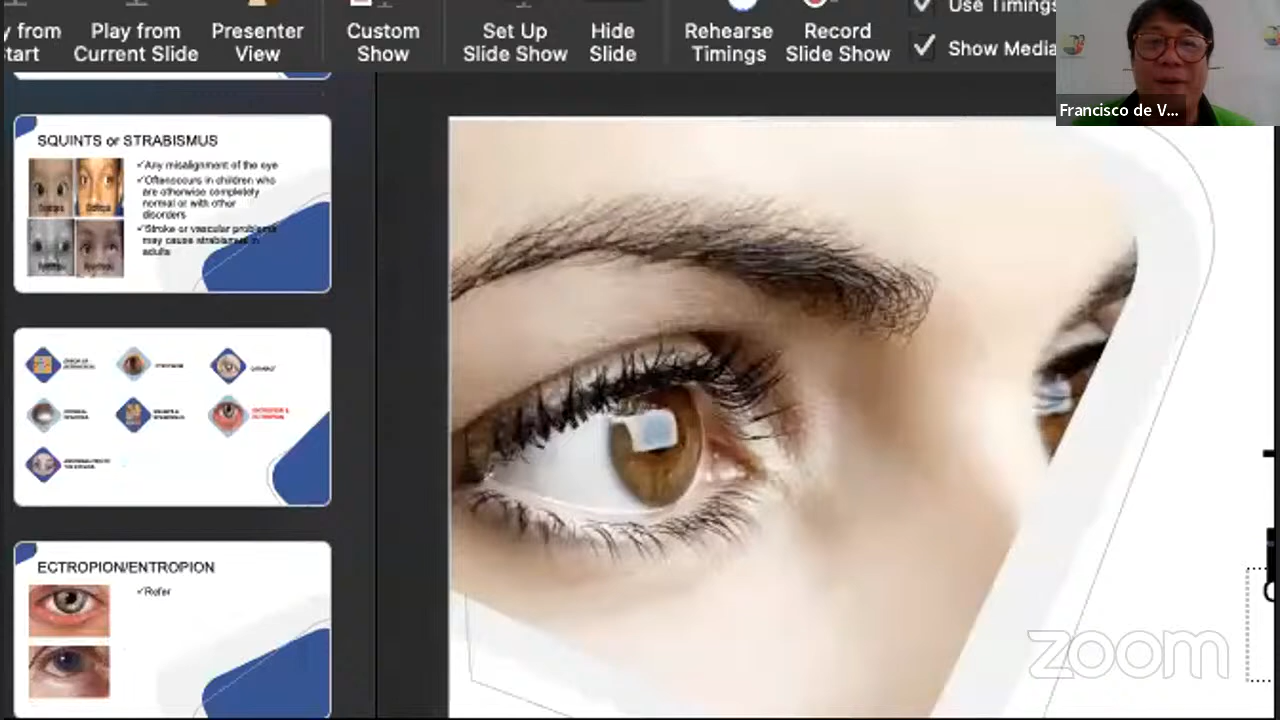 y from
tart
Play from
Current Slide
Presenter
View
Custom
Show
Set Up
Slide Show
Hide
Slide
Rehearse
Timings
Record
Slide Show
Use Timings
Show Media
Francisco de V...
SQUINTS or STRABISMUS
✓Any misalignment of the eye
✓Oftenoccurs in children who
are otherwise completely
normal or with other
disorders
✓Stroke or vascular problems
may cause strabismus in
adults
CATARACT
ECTROPION/ENTROPION
✓Refer
zoom